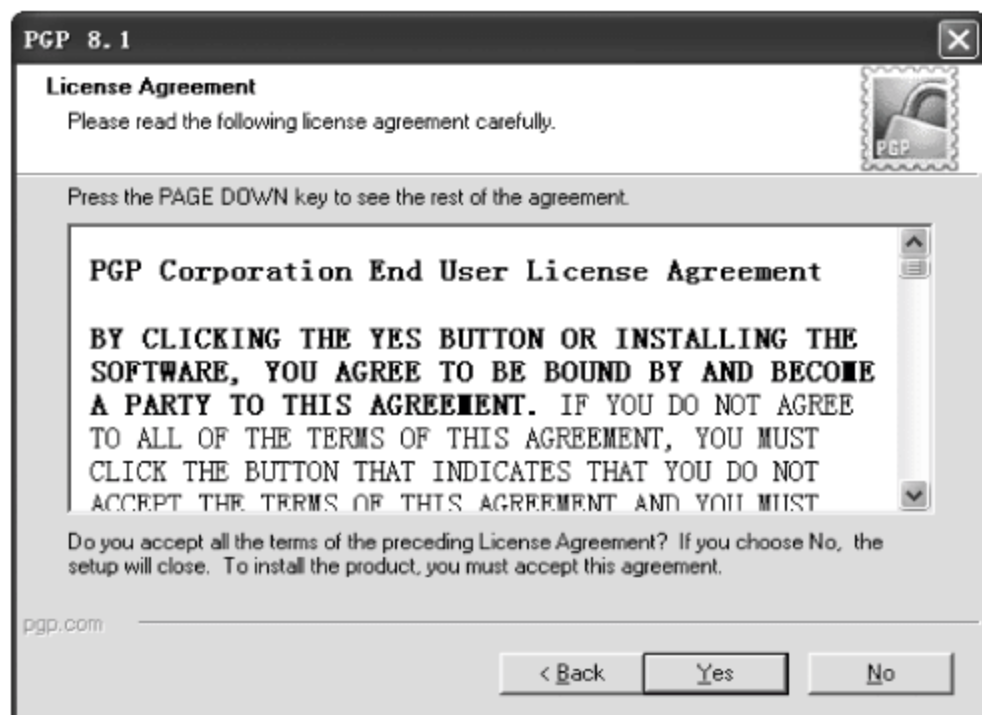 PGP 8.1
License Agreement
Please read the following license agreement carefully.
PGP
Press the PAGE DOWN key to see the rest of the agreement.
PGP Corporation End User License Agreement
BY CLICKING THE YES BUTTON OR INSTALLING THE
SOFTWARE, YOU AGREE TO BE BOUND BY AND BECOME
A PARTY TO THIS AGREEMENT. IF YOU DO NOT AGREE
TO ALL OF THE TERMS OF THIS AGREEMENT, YOU MUST
CLICK THE BUTTON THAT INDICATES THAT YOU DO NOT
ACCEPT THE TERMS OF THIS AGREEMENT AND YOU MUST
Do you accept all the terms of the preceding License Agreement? If you choose No, the
setup will close. To install the product, you must accept this agreement.
pgp.com
< Back Yes No